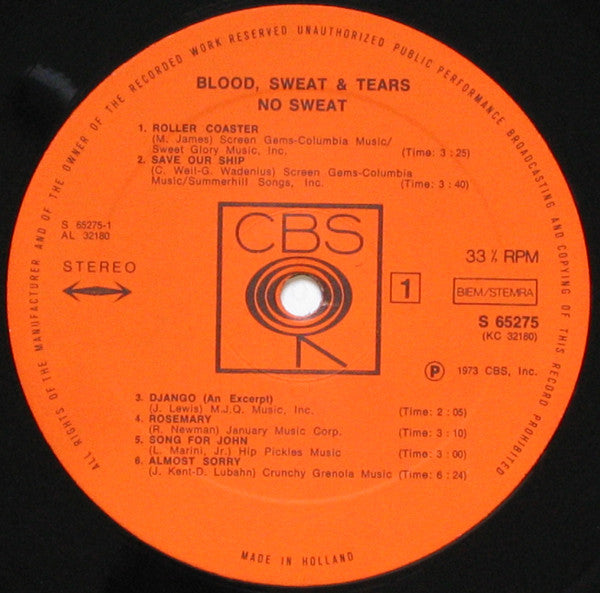 ALL RIGHTS OF THE MANUFACTURER AND OF THE OWNER OF THE RECORDED WORK RESERVED UNAUTHORIZED PUBLIC PERFORMANCE BROADCASTING AND COPYING OF THIS RECORD PROHIBITED
BLOOD, SWEAT & TEARS
NO SWEAT
1. ROLLER COASTER
(M. James) Screen Gems-Columbia Music/
Sweet Glory Music, Inc. (Time: 3 : 25)
2. SAVE OUR SHIP
(C. Weil-G. Wadenius) Screen Gems-Columbia
Music/Summerhill Songs, Inc. (Time: 3 : 40)
S 65275-1
AL 32180
STEREO
CBS
33 ⅓ RPM
1
BIEM/STEMRA
S 65275
(KC 32180)
℗ 1973 CBS, Inc.
3. DJANGO (An Excerpt)
(J. Lewis) M.J.Q. Music, Inc. (Time: 2 : 05)
4. ROSEMARY
(R. Newman) January Music Corp. (Time: 3 : 10)
5. SONG FOR JOHN
(L. Marini, Jr.) Hip Pickles Music (Time: 3 : 00)
6. ALMOST SORRY
(J. Kent-D. Lubahn) Crunchy Grenola Music (Time: 6 : 24)
MADE IN HOLLAND